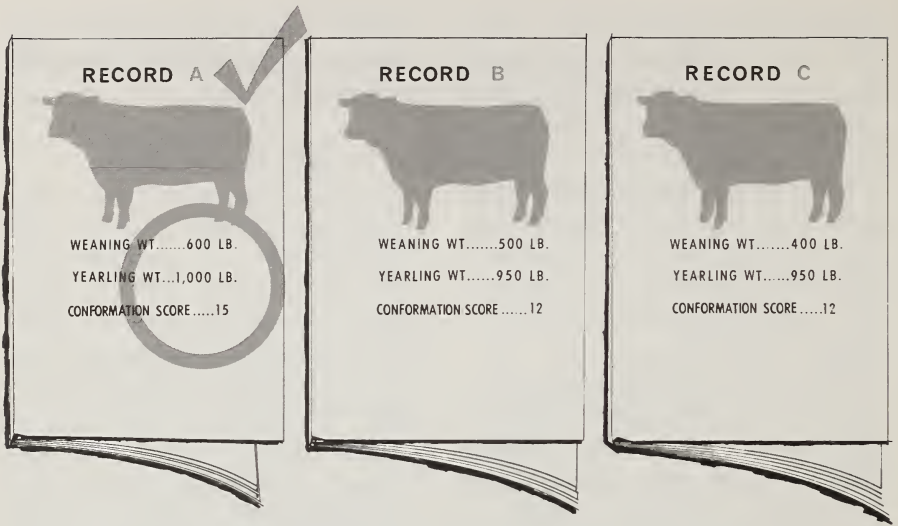 RECORD A
WEANING WT.......600 LB.
YEARLING WT...1,000 LB.
CONFORMATION SCORE.....15
RECORD B
WEANING WT.......500 LB.
YEARLING WT......950 LB.
CONFORMATION SCORE......12
RECORD C
WEANING WT.......400 LB.
YEARLING WT......950 LB.
CONFORMATION SCORE.....12